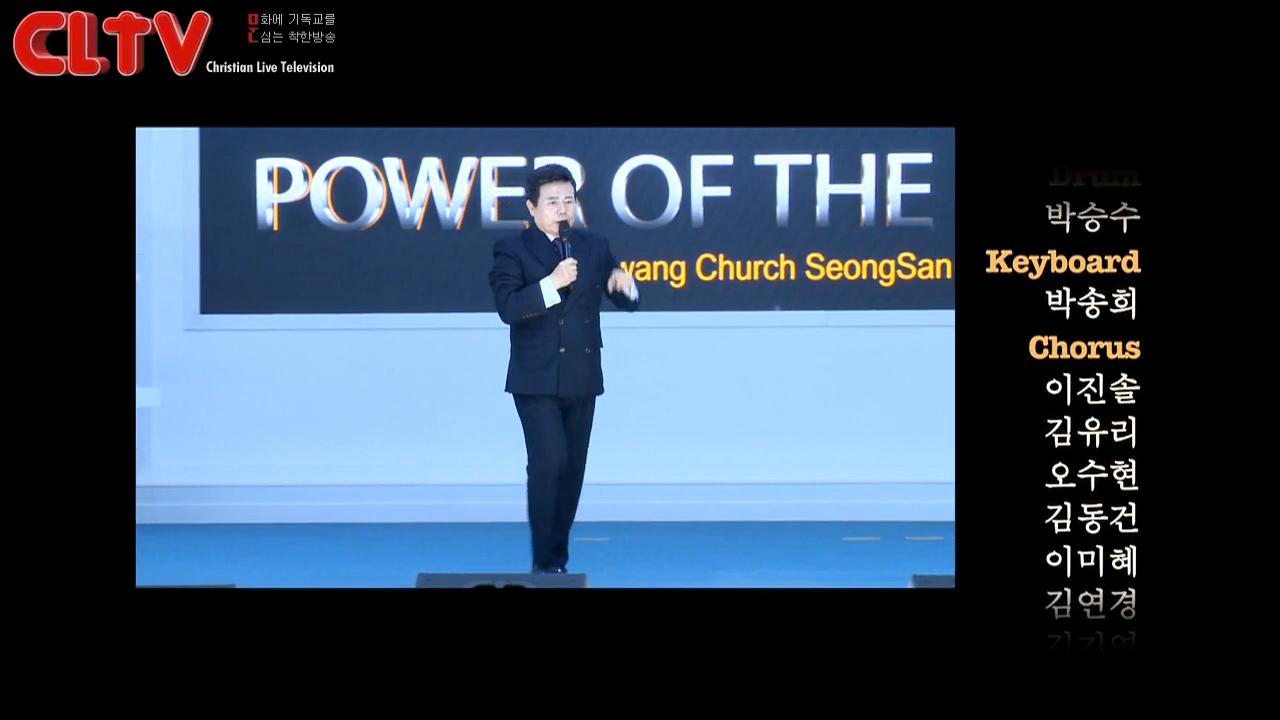 CLTV
문화에 기독교를
심는 착한방송
Christian Live Television
POWER OF THE
wang Church SeongSan
Drum
박승수
Keyboard
박송희
Chorus
이진솔
김유리
오수현
김동건
이미혜
김연경